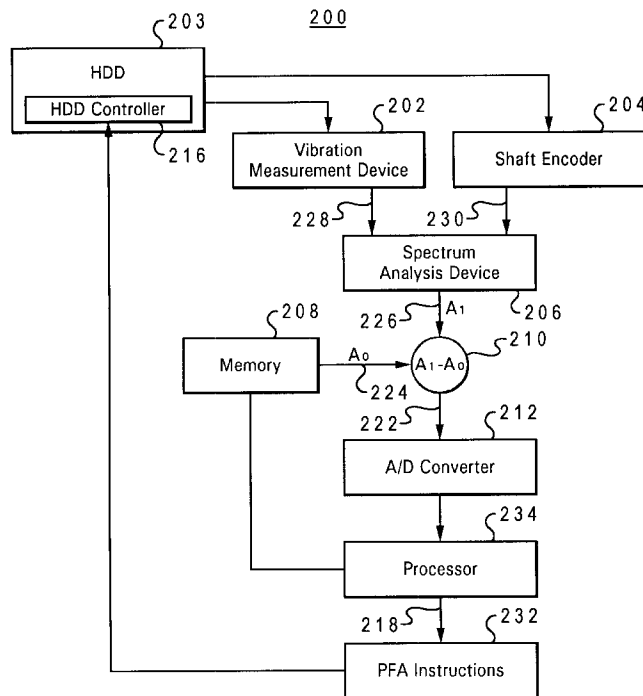 200
203
HDD
HDD Controller
216
202
Vibration
Measurement Device
204
Shaft Encoder
228
230
Spectrum
Analysis Device
206
226
A1
208
Memory
A0
224
A1-A0
210
222
212
A/D Converter
234
Processor
218
232
PFA Instructions